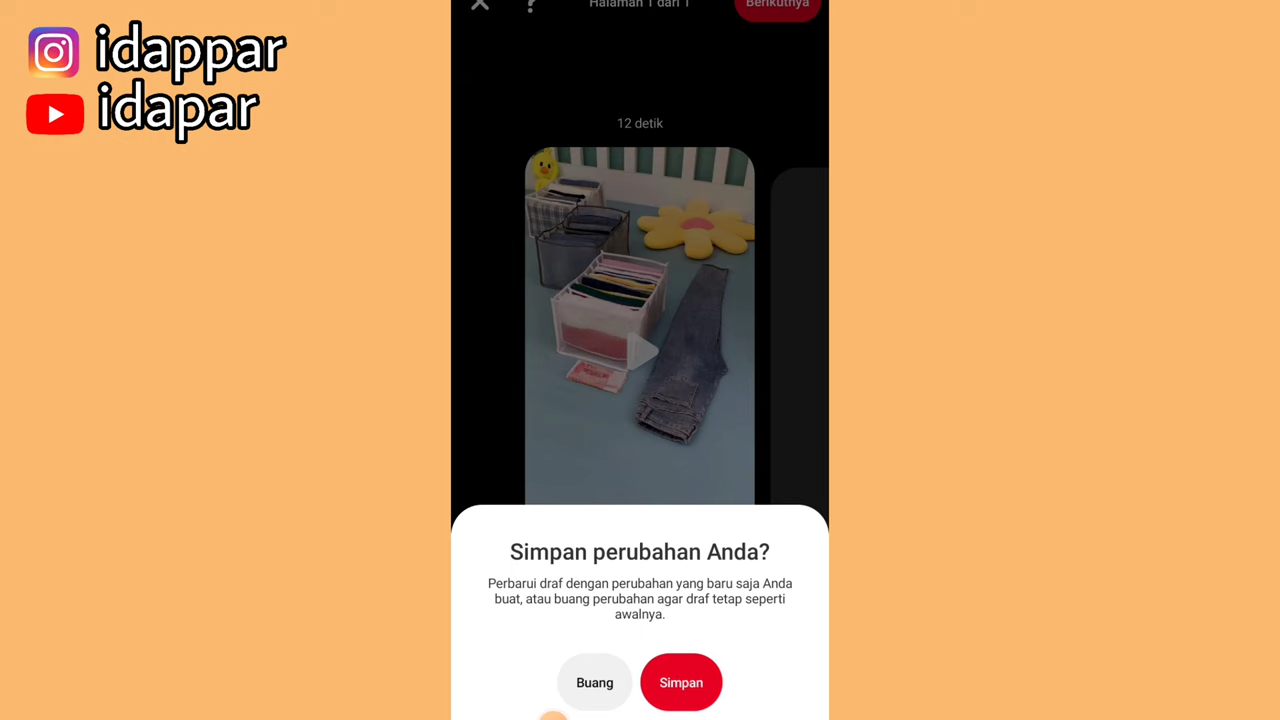 idappar
idapar
?
Halaman 1 dari 1
Berikutnya
12 detik
Simpan perubahan Anda?
Perbarui draf dengan perubahan yang baru saja Anda
buat, atau buang perubahan agar draf tetap seperti
awalnya.
Buang
Simpan